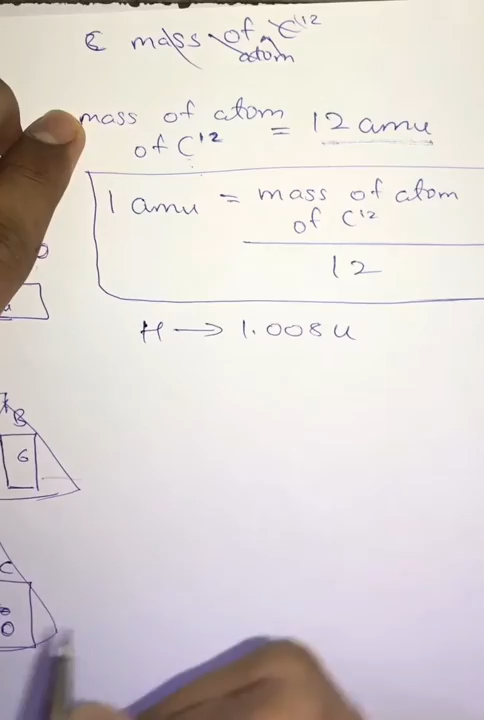 mass of C¹²
atom
mass of atom
of C¹² = 12 amu
1 amu = mass of atom
of C¹²
12
H → 1.008 u
B
6
C